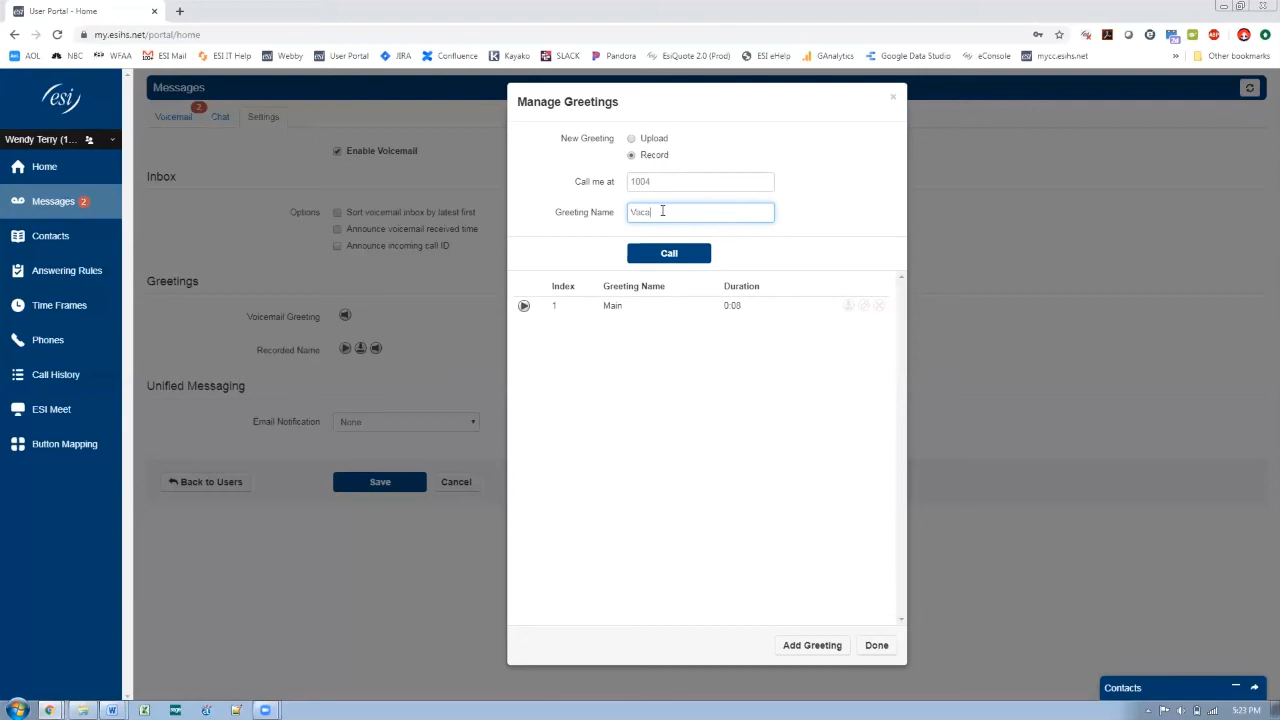 esi User Portal - Home
my.esihs.net/portal/home
AOL NBC WFAA ESI Mail ESI IT Help Webby User Portal JIRA Confluence Kayako SLACK Pandora EsiQuote 2.0 (Prod) ESI eHelp GAnalytics Google Data Studio eConsole mycc.esihs.net » Other bookmarks
esi
Wendy Terry (1...
Home
Messages 2
Contacts
Answering Rules
Time Frames
Phones
Call History
ESI Meet
Button Mapping
Messages
Voicemail 2 Chat Settings
Enable Voicemail
Inbox
Options Sort voicemail inbox by latest first
Announce voicemail received time
Announce incoming call ID
Greetings
Voicemail Greeting
Recorded Name
Unified Messaging
Email Notification None
Back to Users Save Cancel
Manage Greetings ×
New Greeting Upload
Record
Call me at 1004
Greeting Name Vaca
Call
Index Greeting Name Duration
1 Main 0:08
Add Greeting Done
Contacts
5:23 PM